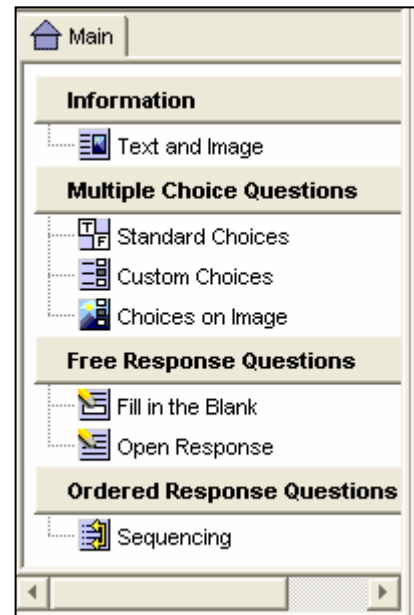 Main
Information
Text and Image
Multiple Choice Questions
Standard Choices
Custom Choices
Choices on Image
Free Response Questions
Fill in the Blank
Open Response
Ordered Response Questions
Sequencing